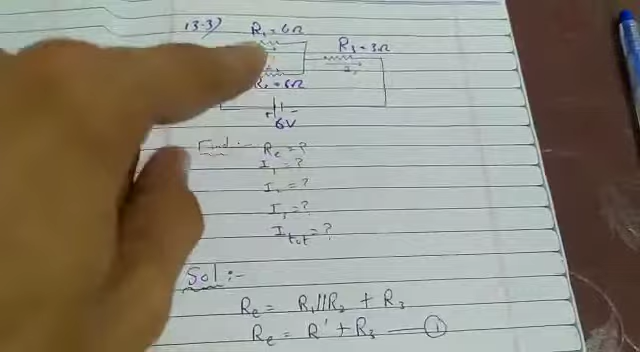 13-3)
R₁ = 6Ω
R₃ = 3Ω
R₂ = 6Ω
+ -
6V
Find:-
Re = ?
I₁ = ?
I₂ = ?
I₃ = ?
Itot = ?
Sol:-
Re = R₁//R₂ + R₃
Re = R' + R₃ — ①